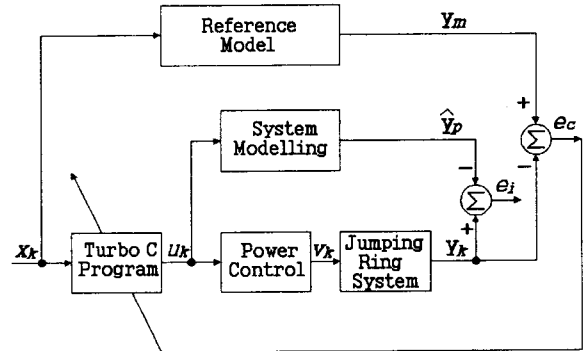 Reference
Model
Ym
+
ec
Σ
−
System
Modelling
Ŷp
−
ei
Σ
+
Xk
Turbo C
Program
Uk
Power
Control
Vk
Jumping
Ring
System
Yk